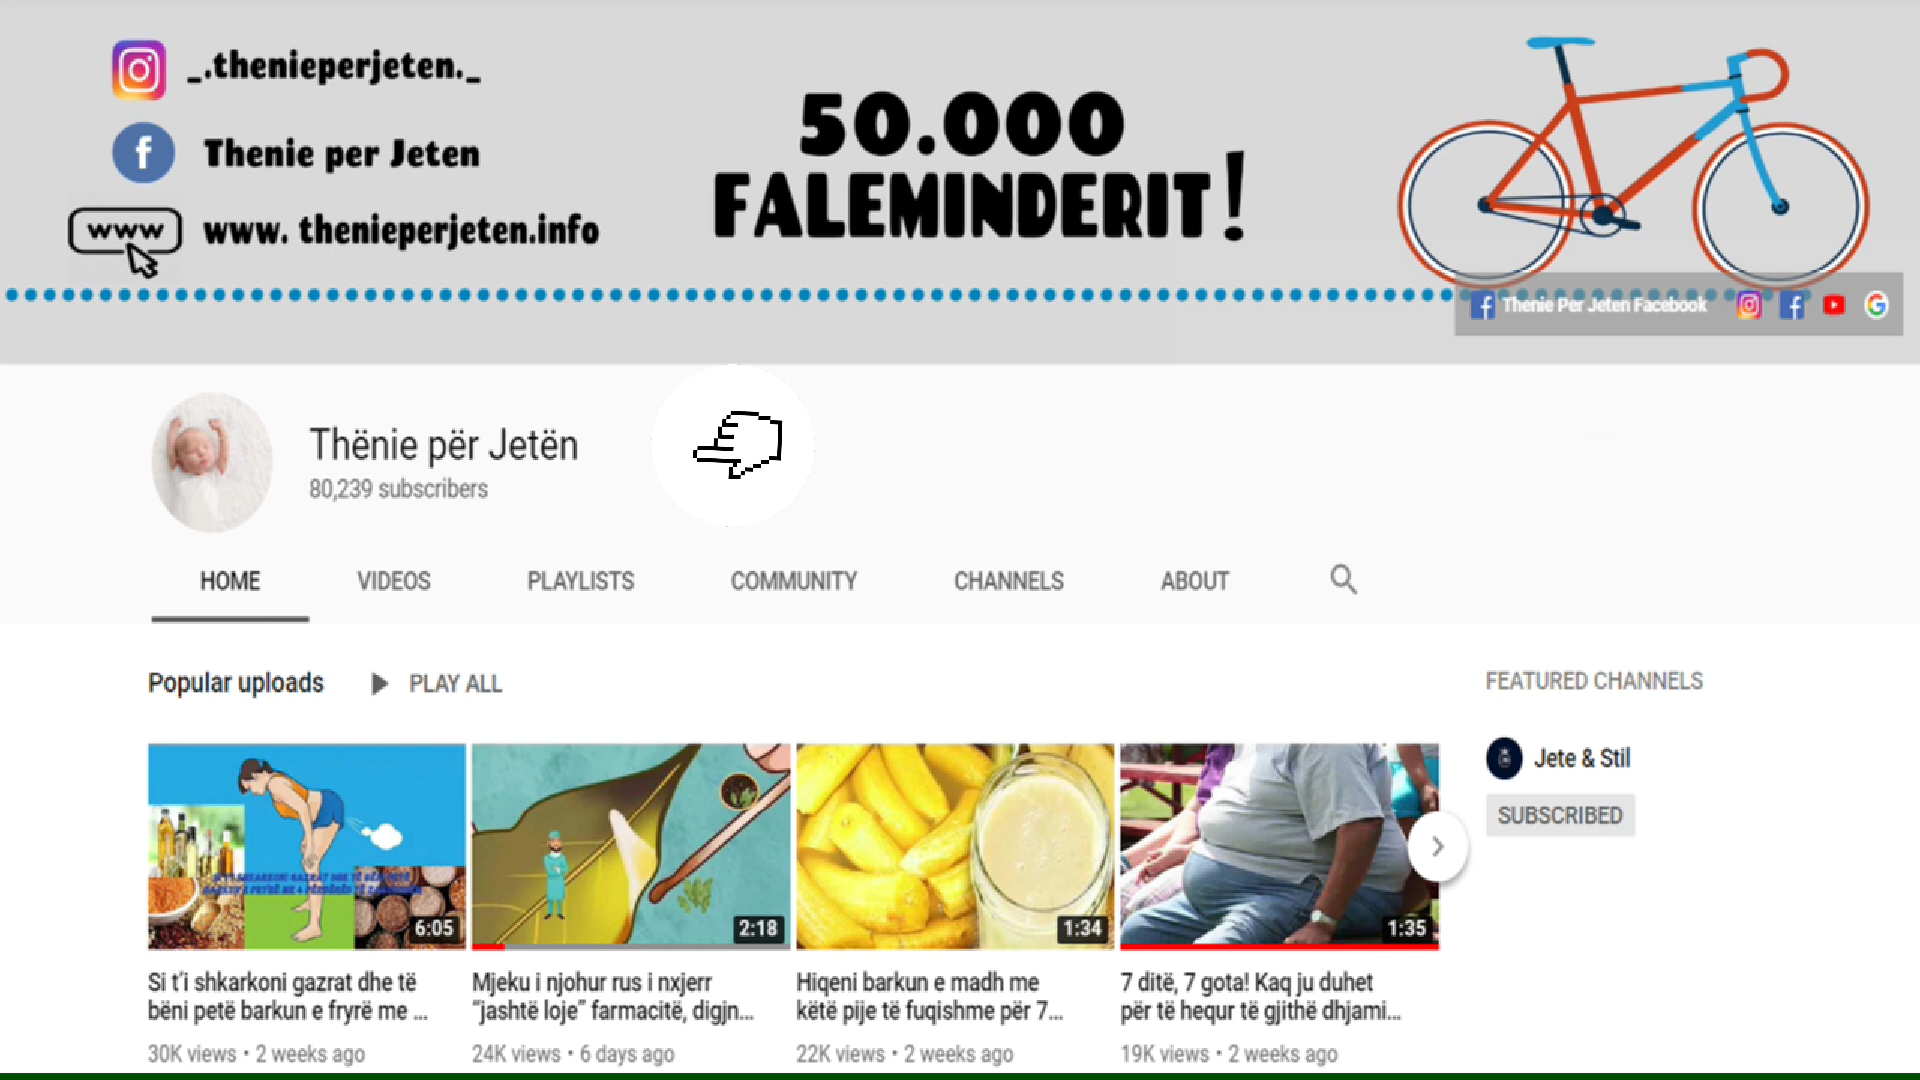 _.thenieperjeten._
Thenie per Jeten
www
www. thenieperjeten.info
50.000
FALEMINDERIT!
Thenie Per Jeten Facebook
Thënie për Jetën
80,239 subscribers
HOME
VIDEOS
PLAYLISTS
COMMUNITY
CHANNELS
ABOUT
Popular uploads
PLAY ALL
6:05
2:18
1:34
1:35
Si t'i shkarkoni gazrat dhe të
bëni petë barkun e fryrë me ...
30K views • 2 weeks ago
Mjeku i njohur rus i nxjerr
“jashtë loje” farmacitë, digjn...
24K views • 6 days ago
Hiqeni barkun e madh me
këtë pije të fuqishme për 7...
22K views • 2 weeks ago
7 ditë, 7 gota! Kaq ju duhet
për të hequr të gjithë dhjami...
19K views • 2 weeks ago
FEATURED CHANNELS
Jete & Stil
SUBSCRIBED